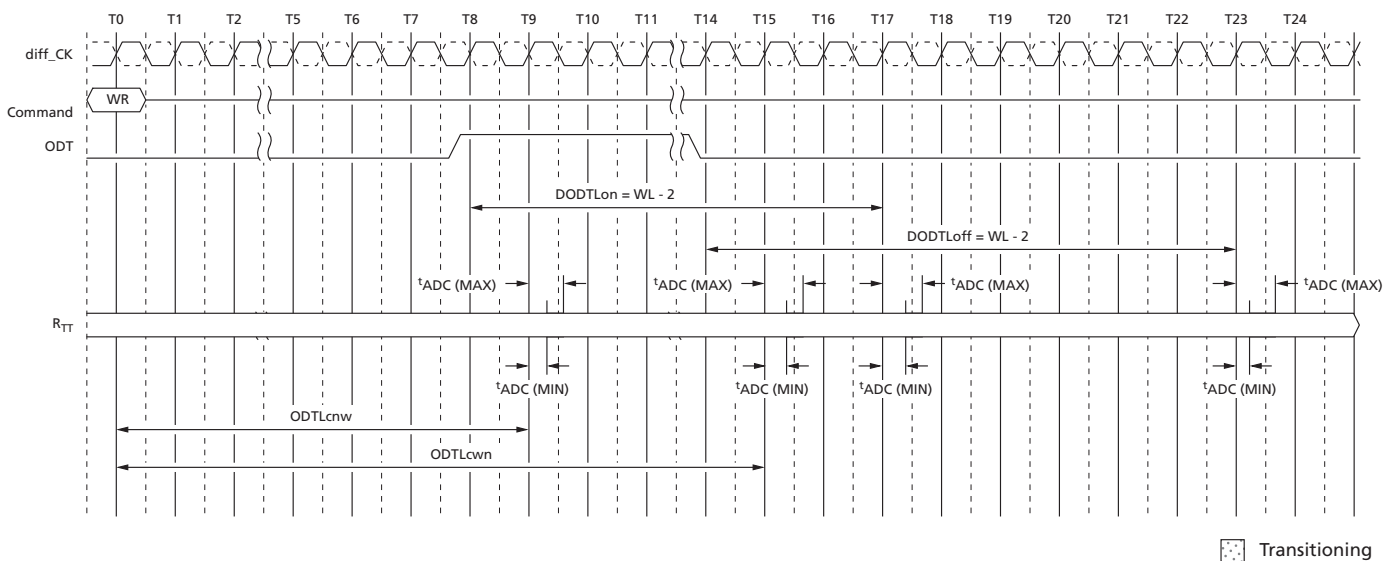 T0 T1 T2 T5 T6 T7 T8 T9 T10 T11 T14 T15 T16 T17 T18 T19 T20 T21 T22 T23 T24
diff_CK
WR
Command
ODT
DODTLon = WL - 2
DODTLoff = WL - 2
tADC (MAX) tADC (MAX) tADC (MAX) tADC (MAX)
RTT
tADC (MIN) tADC (MIN) tADC (MIN) tADC (MIN)
ODTLcnw
ODTLcwn
Transitioning